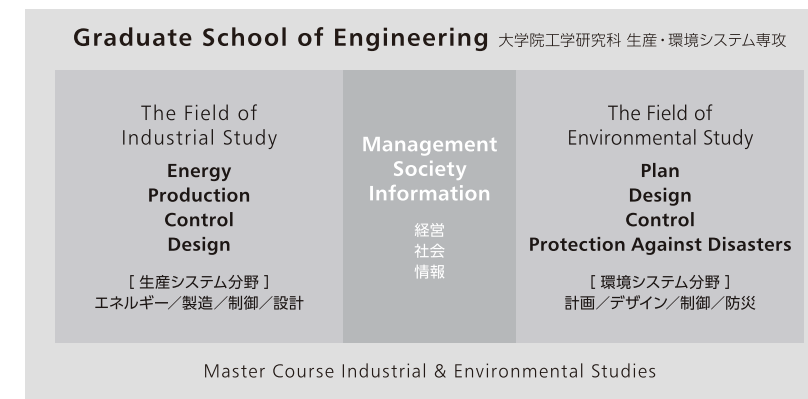 Graduate School of Engineering 大学院工学研究科 生産・環境システム専攻
The Field of
Industrial Study
Energy
Production
Control
Design
[ 生産システム分野 ]
エネルギー／製造／制御／設計
Management
Society
Information
経営
社会
情報
The Field of
Environmental Study
Plan
Design
Control
Protection Against Disasters
[ 環境システム分野 ]
計画／デザイン／制御／防災
Master Course Industrial & Environmental Studies